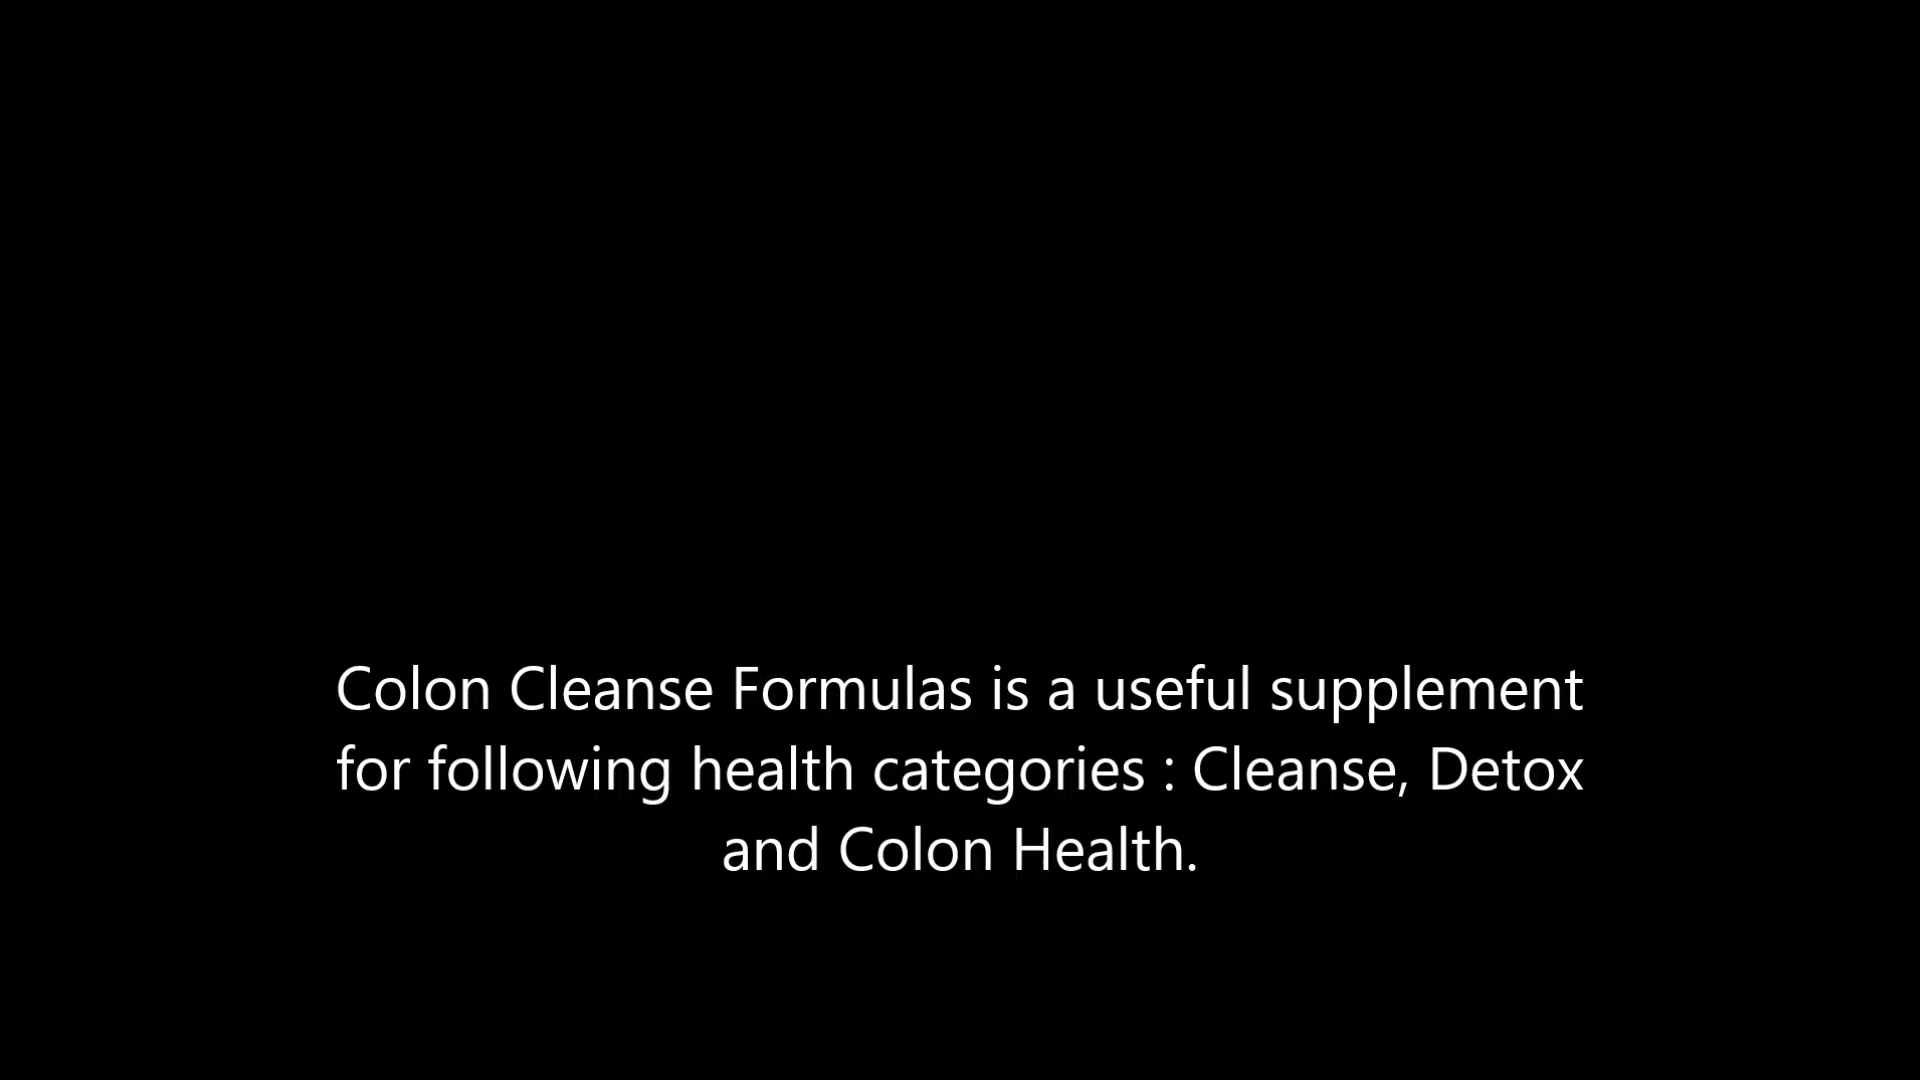 Colon Cleanse Formulas is a useful supplement
for following health categories : Cleanse, Detox
and Colon Health.